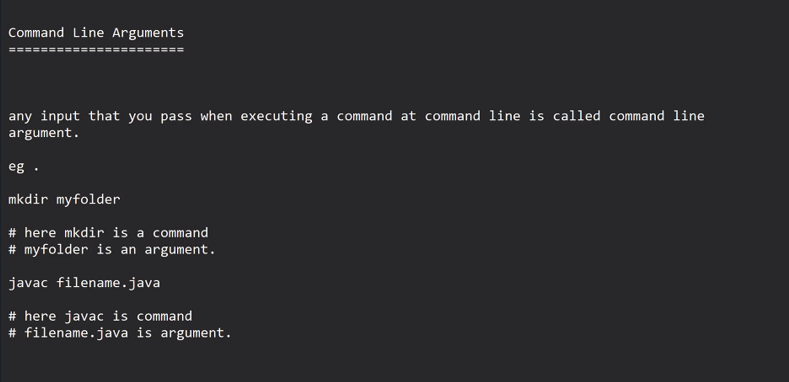 Command Line Arguments
======================
any input that you pass when executing a command at command line is called command line
argument.
eg .
mkdir myfolder
# here mkdir is a command
# myfolder is an argument.
javac filename.java
# here javac is command
# filename.java is argument.